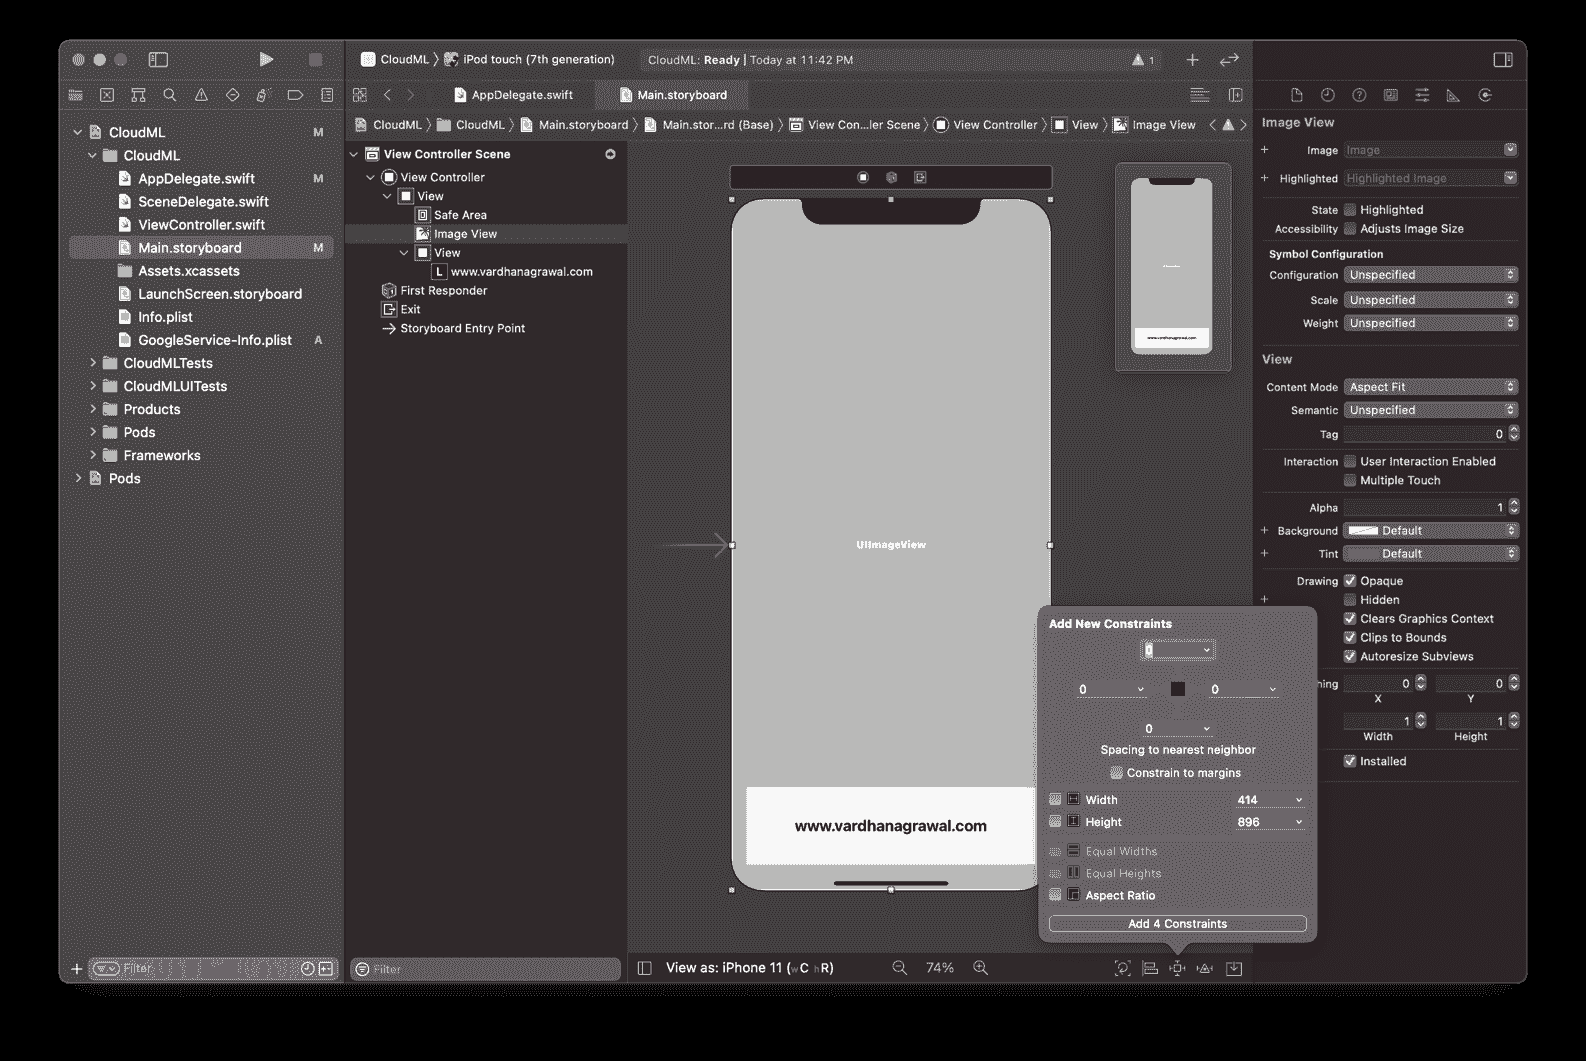 CloudML
iPod touch (7th generation)
CloudML: Ready | Today at 11:42 PM
1
AppDelegate.swift
Main.storyboard
CloudML
CloudML
Main.storyboard
Main.stor...rd (Base)
View Con...ler Scene
View Controller
View
Image View
CloudML M
CloudML
AppDelegate.swift M
SceneDelegate.swift
ViewController.swift
Main.storyboard M
Assets.xcassets
LaunchScreen.storyboard
Info.plist
GoogleService-Info.plist A
CloudMLTests
CloudMLUITests
Products
Pods
Frameworks
Pods
Filter
View Controller Scene
View Controller
View
Safe Area
Image View
View
L www.vardhanagrawal.com
First Responder
Exit
Storyboard Entry Point
Filter
UIImageView
www.vardhanagrawal.com
www.vardhanagrawal.com
View as: iPhone 11 (wC hR)
74%
Add New Constraints
0
0
0
0
Spacing to nearest neighbor
Constrain to margins
Width 414
Height 896
Equal Widths
Equal Heights
Aspect Ratio
Add 4 Constraints
Image View
Image Image
Highlighted Highlighted Image
State Highlighted
Accessibility Adjusts Image Size
Symbol Configuration
Configuration Unspecified
Scale Unspecified
Weight Unspecified
View
Content Mode Aspect Fit
Semantic Unspecified
Tag 0
Interaction User Interaction Enabled
Multiple Touch
Alpha 1
Background Default
Tint Default
Drawing Opaque
Hidden
Clears Graphics Context
Clips to Bounds
Autoresize Subviews
hing 0 0
X Y
1 1
Width Height
Installed